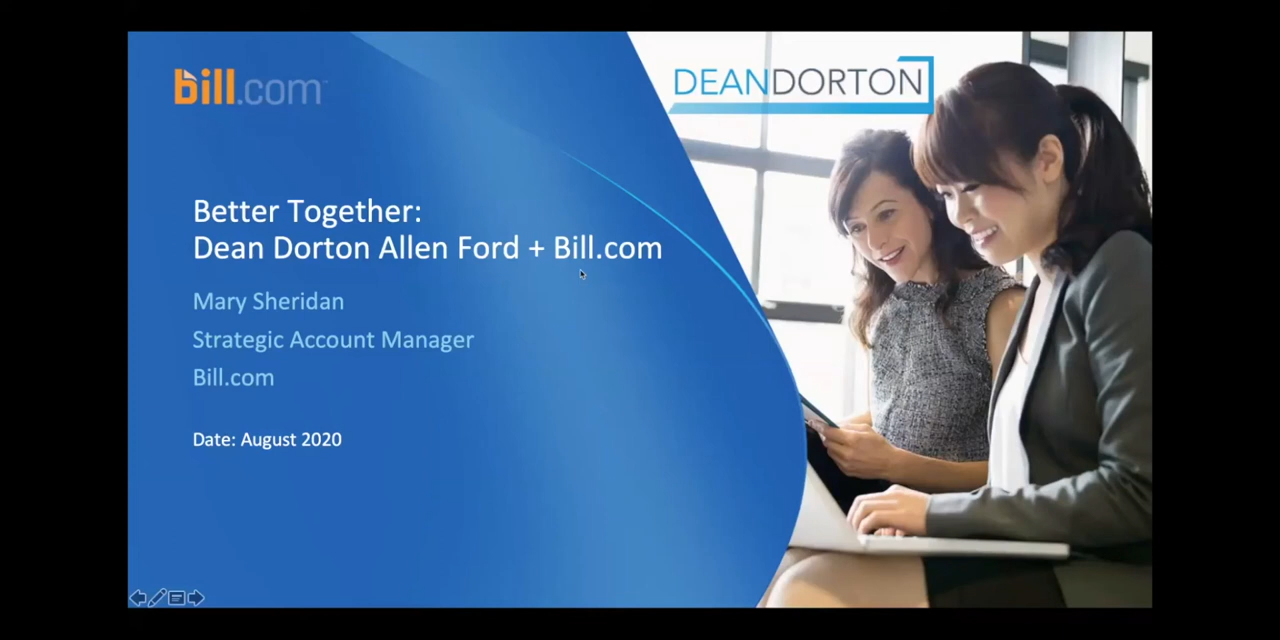 bill.com
DEANDORTON
Better Together:
Dean Dorton Allen Ford + Bill.com
Mary Sheridan
Strategic Account Manager
Bill.com
Date: August 2020